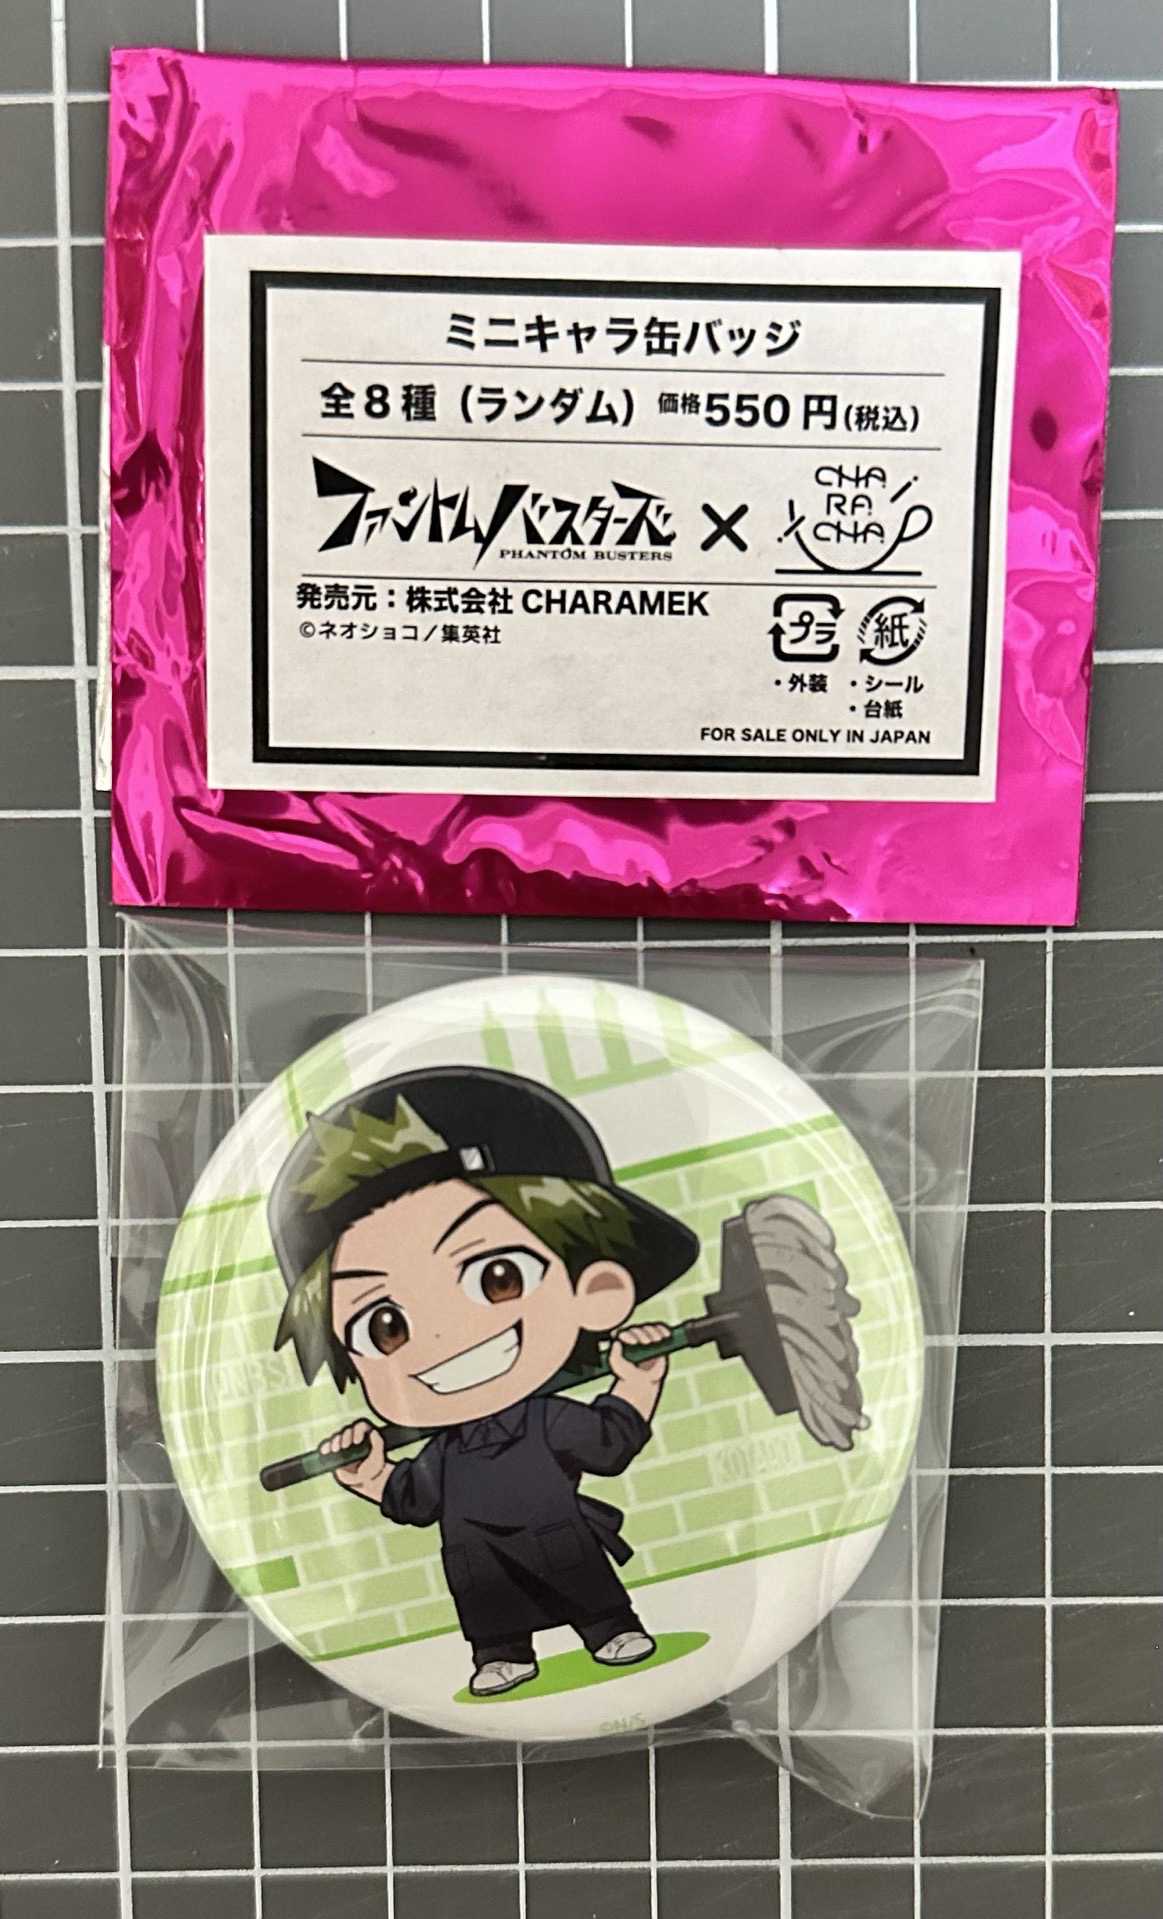 ミニキャラ缶バッジ
全8種（ランダム） 価格550円(税込)
ファントムバスターズ × CHA
PHANTOM BUSTERS RA
CHA
発売元：株式会社 CHARAMEK
©ネオショコ／集英社
プラ 紙
・外装 ・シール
・台紙
FOR SALE ONLY IN JAPAN
©N/S